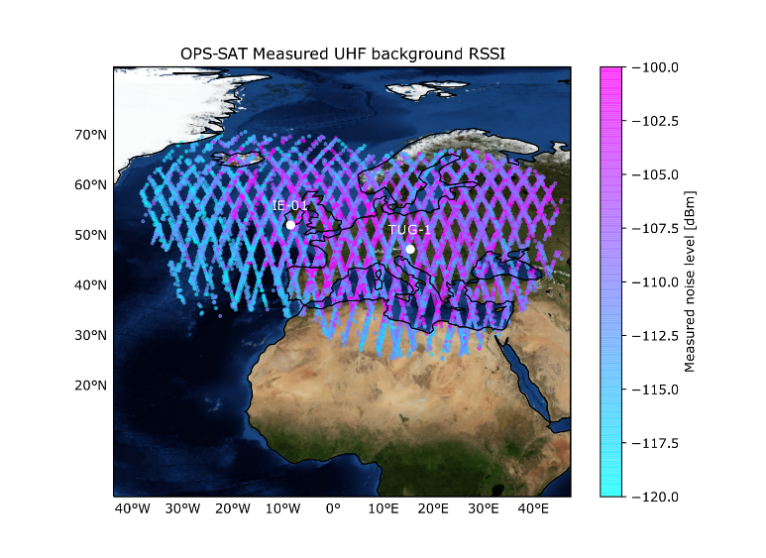 OPS-SAT Measured UHF background RSSI
70°N
60°N
50°N
40°N
30°N
20°N
40°W
30°W
20°W
10°W
0°
10°E
20°E
30°E
40°E
IE-01
TUG-1
−100.0
−102.5
−105.0
−107.5
−110.0
−112.5
−115.0
−117.5
−120.0
Measured noise level [dBm]